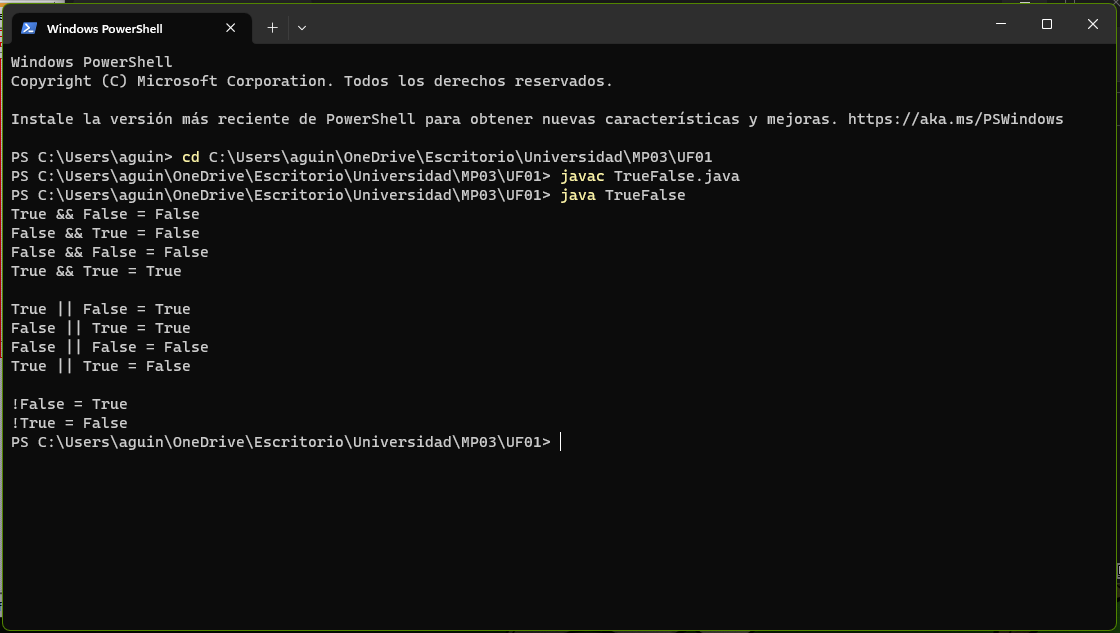 Windows PowerShell
Windows PowerShell
Copyright (C) Microsoft Corporation. Todos los derechos reservados.
Instale la versión más reciente de PowerShell para obtener nuevas características y mejoras. https://aka.ms/PSWindows
PS C:\Users\aguin> cd C:\Users\aguin\OneDrive\Escritorio\Universidad\MP03\UF01
PS C:\Users\aguin\OneDrive\Escritorio\Universidad\MP03\UF01> javac TrueFalse.java
PS C:\Users\aguin\OneDrive\Escritorio\Universidad\MP03\UF01> java TrueFalse
True && False = False
False && True = False
False && False = False
True && True = True
True || False = True
False || True = True
False || False = False
True || True = False
!False = True
!True = False
PS C:\Users\aguin\OneDrive\Escritorio\Universidad\MP03\UF01>